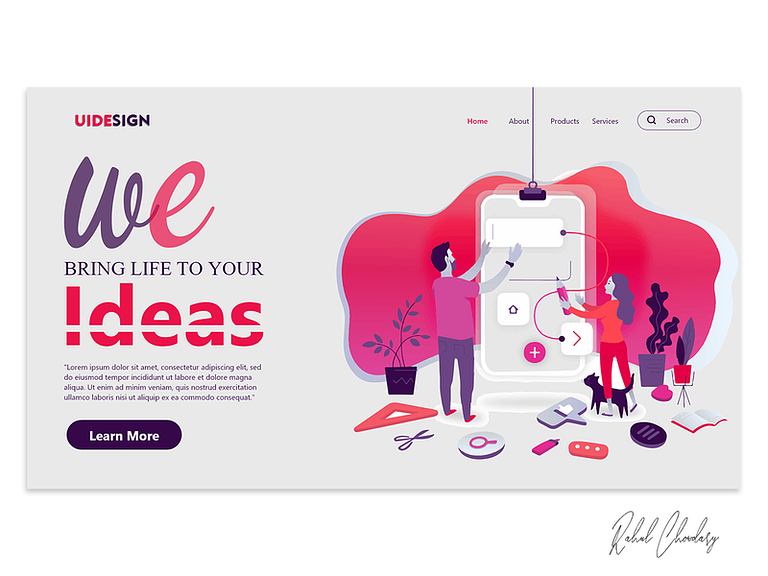 UIDESIGN
Home About Products Services Search
we
BRING LIFE TO YOUR
Ideas
"Lorem ipsum dolor sit amet, consectetur adipiscing elit, sed
do eiusmod tempor incididunt ut labore et dolore magna
aliqua. Ut enim ad minim veniam, quis nostrud exercitation
ullamco laboris nisi ut aliquip ex ea commodo consequat."
Learn More
Rahul Chowdary